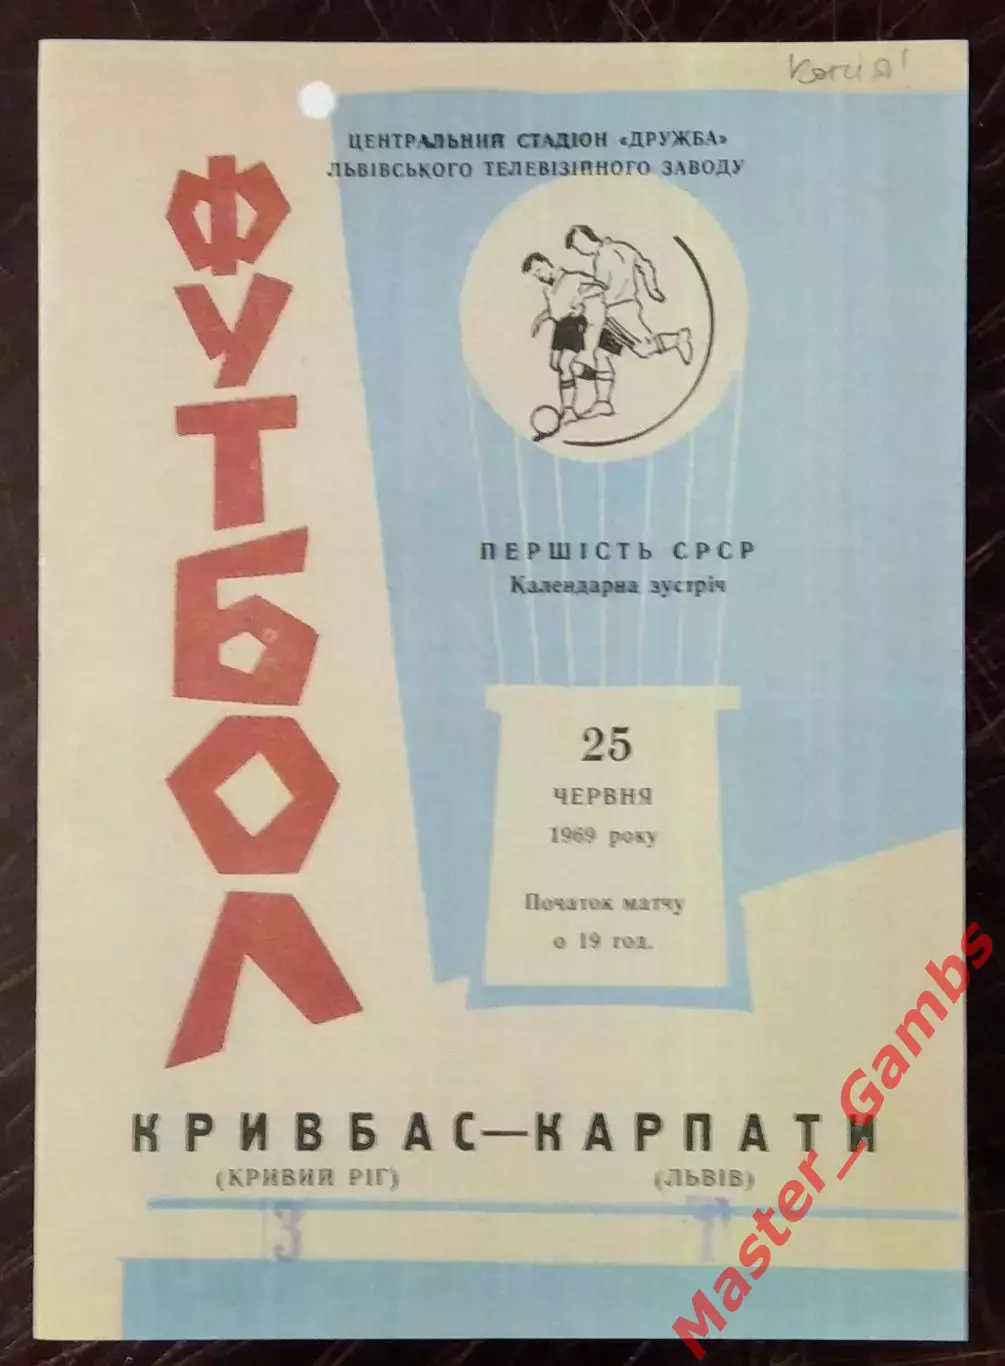 Копія!
ЦЕНТРАЛЬНИЙ СТАДІОН «ДРУЖБА»
ЛЬВІВСЬКОГО ТЕЛЕВІЗІЙНОГО ЗАВОДУ
ФУТБОЛ
ПЕРШІСТЬ СРСР
Календарна зустріч
25
ЧЕРВНЯ
1969 року
Початок матчу
о 19 год.
КРИВБАС—КАРПАТИ
(КРИВИЙ РІГ) (ЛЬВІВ)
3 1
Master_Gambs